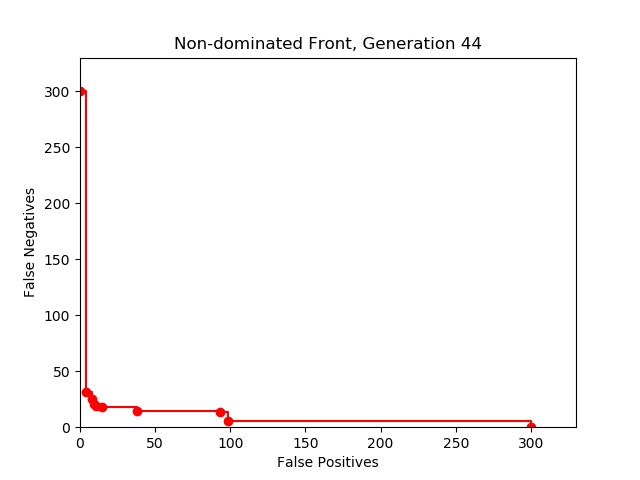 Non-dominated Front, Generation 44
300
250
200
150
100
50
0
False Negatives
0 50 100 150 200 250 300
False Positives